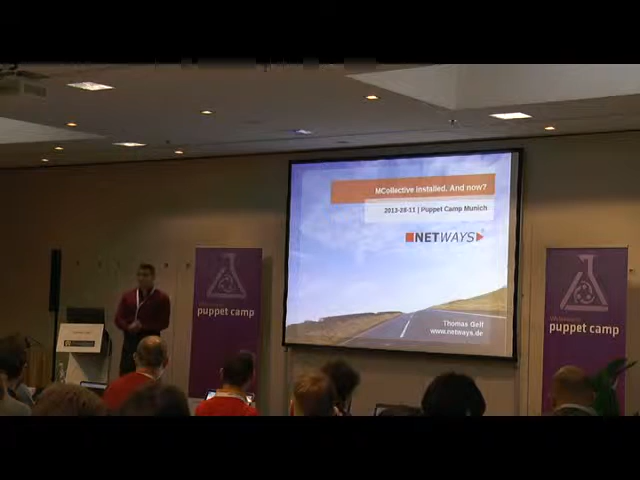 MCollective installed. And now?
2013-28-11 | Puppet Camp Munich
NETWAYS
Thomas Gelf
www.netways.de
puppet camp
puppet camp